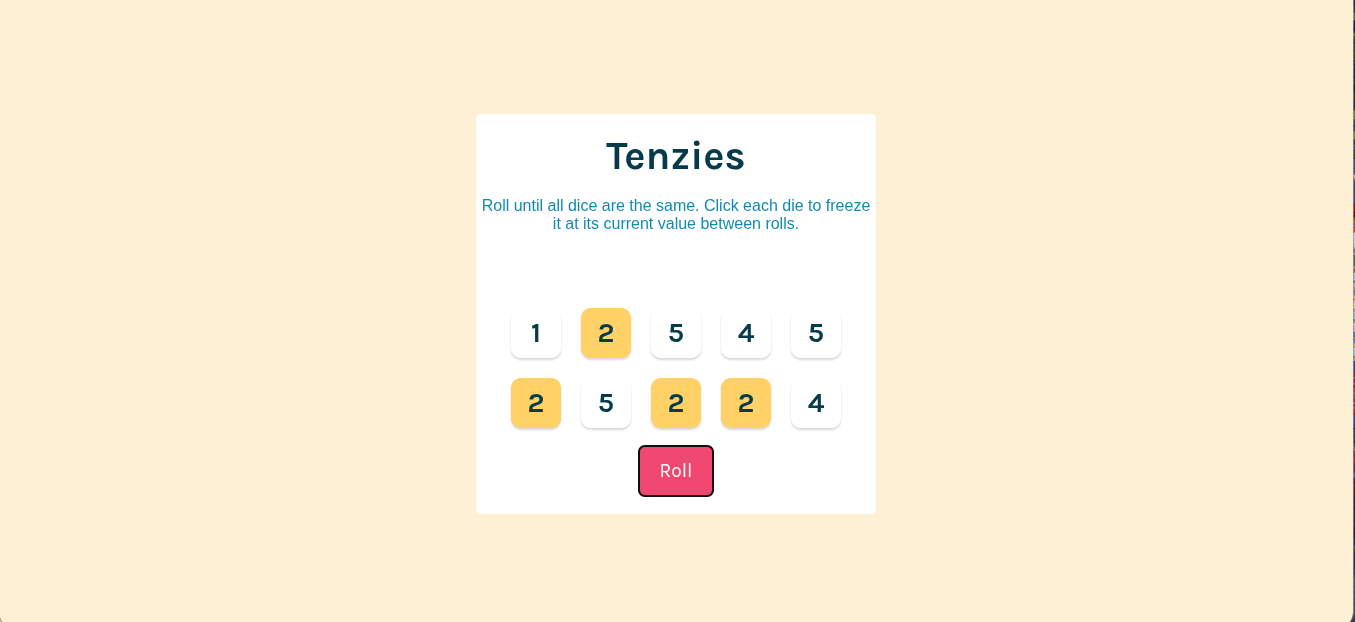 Tenzies
Roll until all dice are the same. Click each die to freeze
it at its current value between rolls.
1 2 5 4 5
2 5 2 2 4
Roll